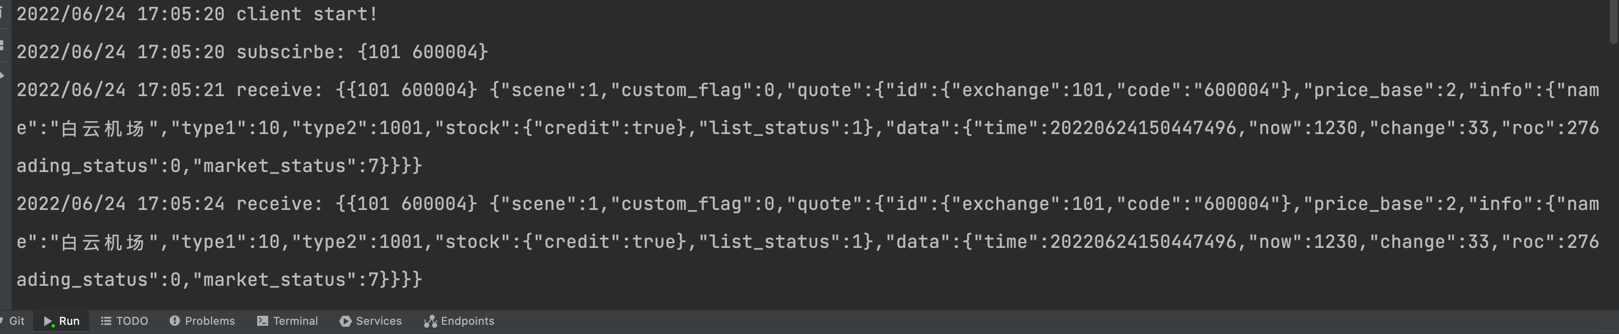 2022/06/24 17:05:20 client start!
2022/06/24 17:05:20 subscirbe: {101 600004}
2022/06/24 17:05:21 receive: {{101 600004} {"scene":1,"custom_flag":0,"quote":{"id":{"exchange":101,"code":"600004"},"price_base":2,"info":{"nam
e":"白云机场","type1":10,"type2":1001,"stock":{"credit":true},"list_status":1},"data":{"time":20220624150447496,"now":1230,"change":33,"roc":276
ading_status":0,"market_status":7}}}}
2022/06/24 17:05:24 receive: {{101 600004} {"scene":1,"custom_flag":0,"quote":{"id":{"exchange":101,"code":"600004"},"price_base":2,"info":{"nam
e":"白云机场","type1":10,"type2":1001,"stock":{"credit":true},"list_status":1},"data":{"time":20220624150447496,"now":1230,"change":33,"roc":276
ading_status":0,"market_status":7}}}}
Git Run TODO Problems Terminal Services Endpoints